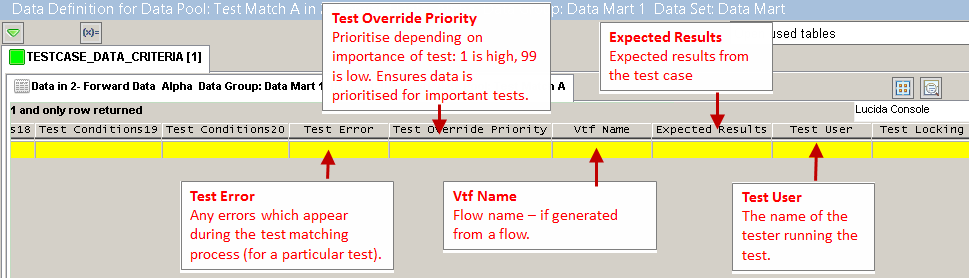 Data Definition for Data Pool: Test Match A in 2
up: Data Mart 1 Data Set: Data Mart
Test Override Priority
Prioritise depending on
importance of test: 1 is high, 99
is low. Ensures data is
prioritised for important tests.
Expected Results
Expected results from
the test case
used tables
(x)=
TESTCASE_DATA_CRITERIA [1]
Data in 2- Forward Data Alpha Data Group: Data Mart 1
n A
1 and only row returned
Lucida Console
s18 Test Conditions19 Test Conditions20 Test Error Test Override Priority Vtf Name Expected Results Test User Test Locking
Test Error
Any errors which appear
during the test matching
process (for a particular test).
Vtf Name
Flow name – if generated
from a flow.
Test User
The name of the
tester running the
test.